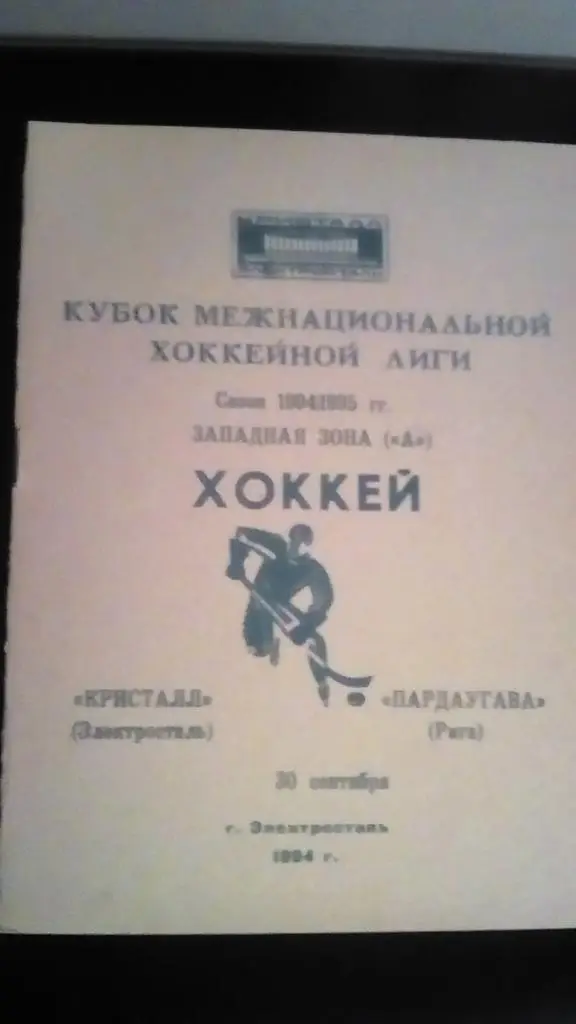 КУБОК МЕЖНАЦИОНАЛЬНОЙ
ХОККЕЙНОЙ ЛИГИ
Сезон 1994/1995 гг.
ЗАПАДНАЯ ЗОНА («А»)
ХОККЕЙ
«КРИСТАЛЛ» «ПАРДАУГАВА»
(Электросталь) (Рига)
30 сентября
г. Электросталь
1994 г.